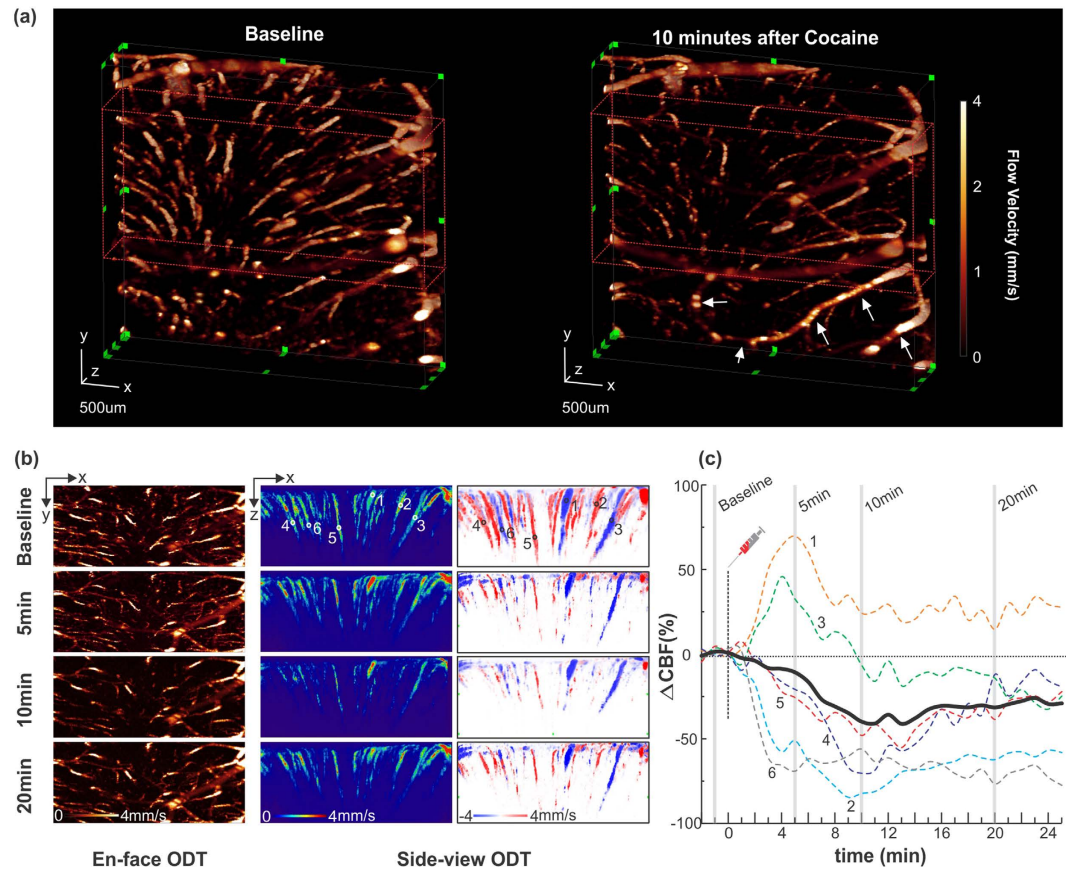 (a)
Baseline
10 minutes after Cocaine
4
2
1
0
Flow Velocity (mm/s)
y
z
x
500um
y
z
x
500um
(b)
x
y
Baseline
5min
10min
20min
x
z
1
2
3
4
6
5
1
2
3
4
6
5
0 4mm/s
0 4mm/s
-4 4mm/s
En-face ODT
Side-view ODT
(c)
100
50
0
-50
-100
ΔCBF(%)
Baseline
5min
10min
20min
1
3
5
4
6
2
0 4 8 12 16 20 24
time (min)